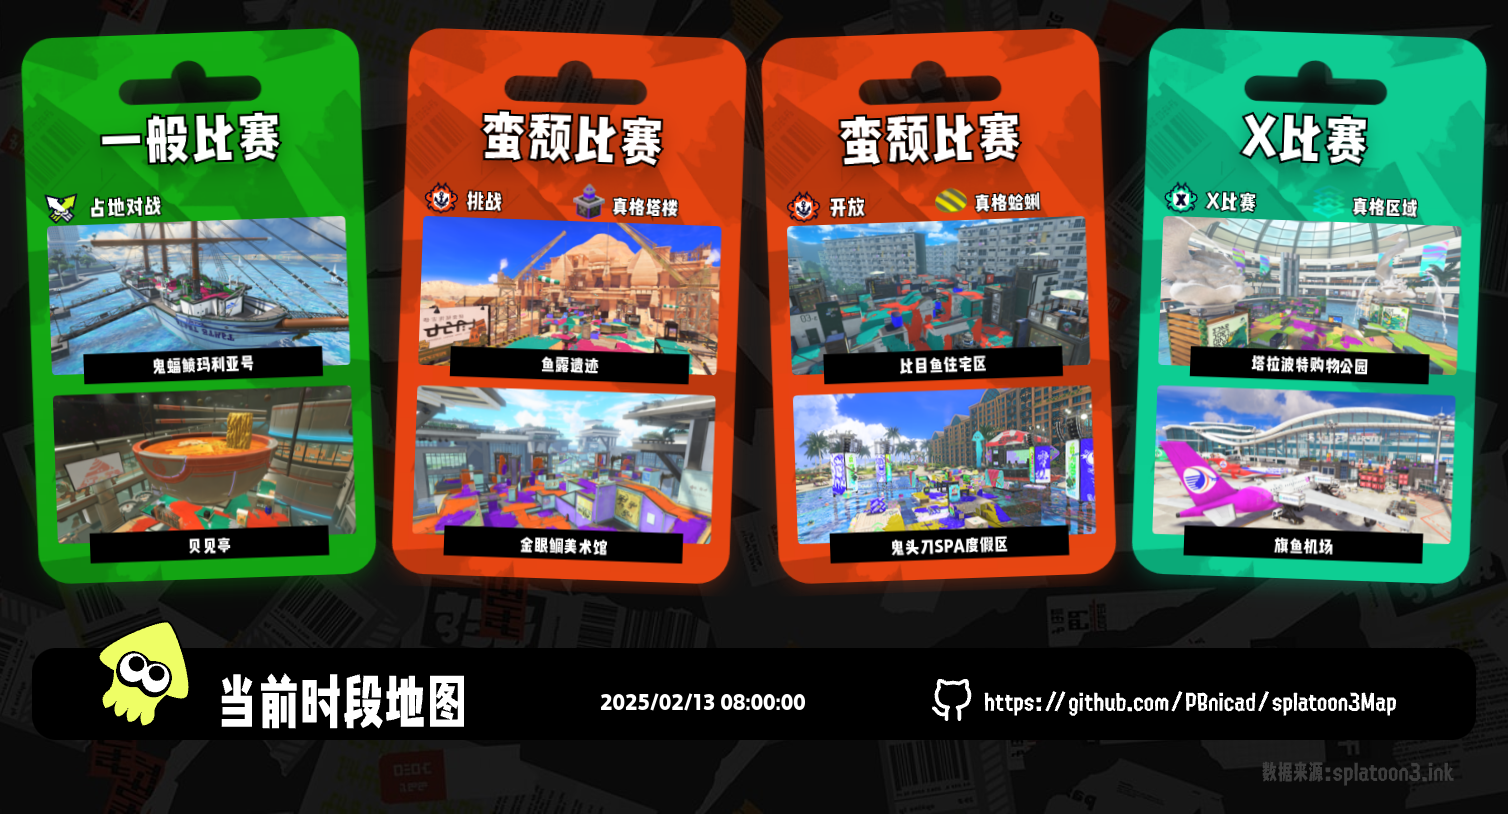 一般比赛
占地对战
鬼蝠鲼玛利亚号
贝见亭
蛮颓比赛
挑战
真格塔楼
鱼露遗迹
金眼鲷美术馆
蛮颓比赛
开放
真格蛤蜊
比目鱼住宅区
鬼头刀SPA度假区
X比赛
X比赛
真格区域
塔拉波特购物公园
旗鱼机场
当前时段地图
2025/02/13 08:00:00
https://github.com/PBnicad/splatoon3Map
数据来源:splatoon3.ink